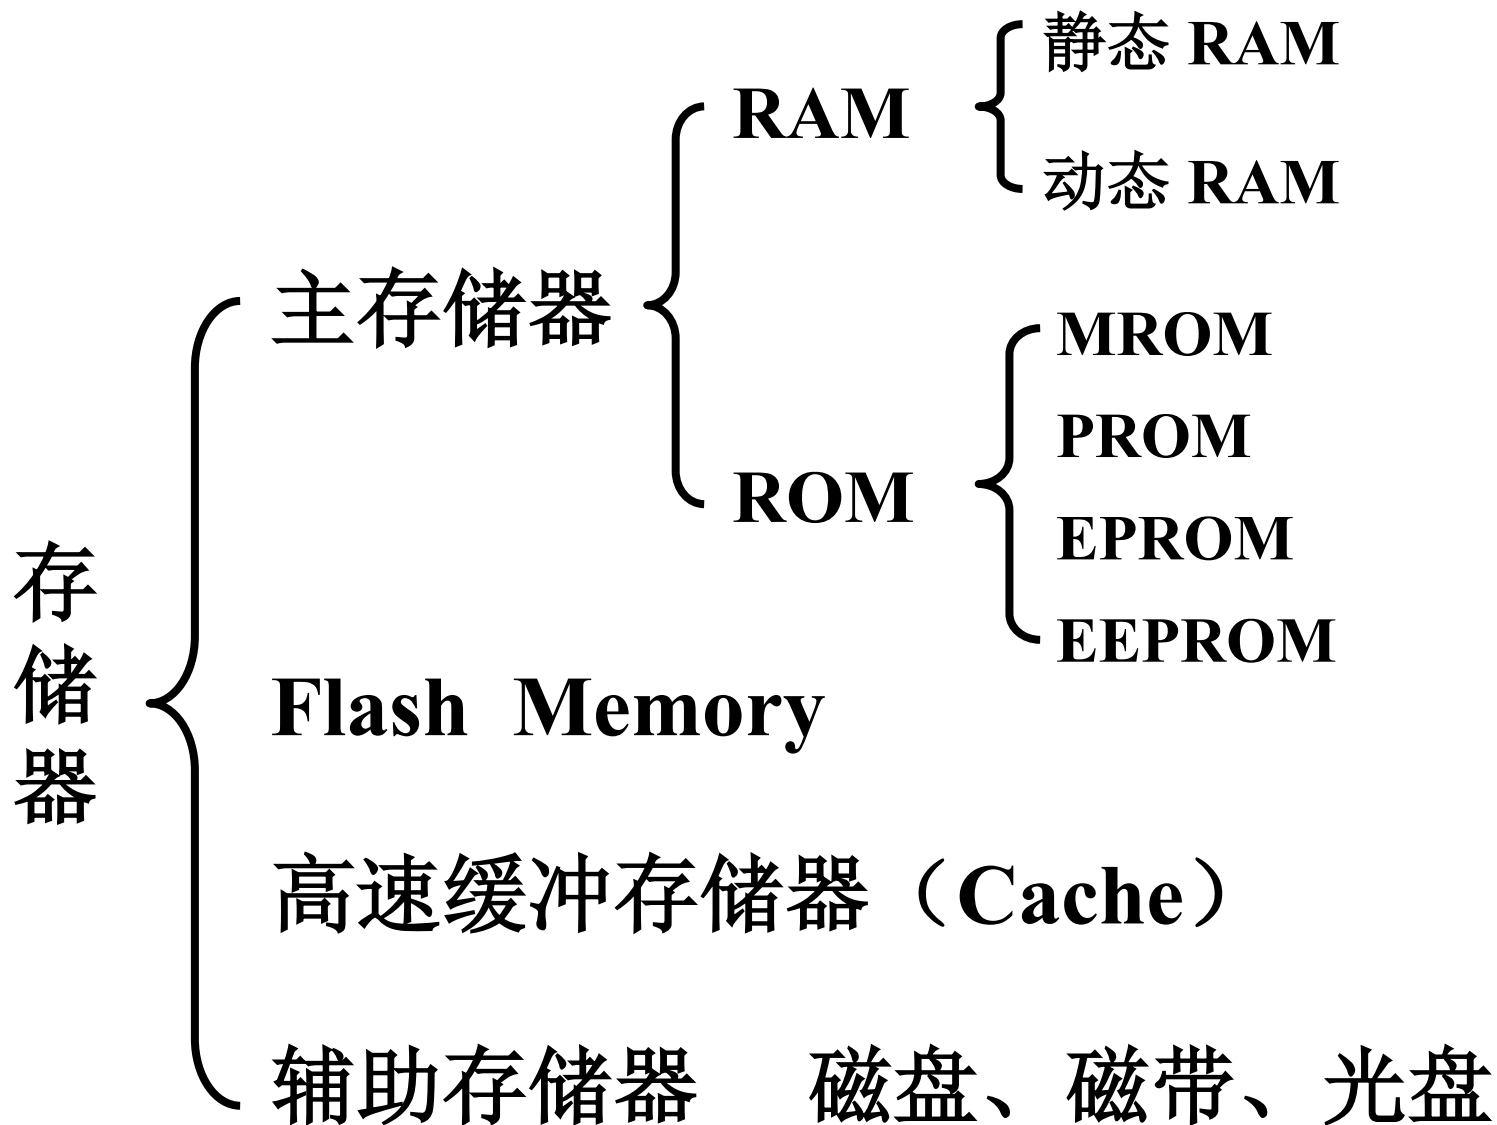 静态 RAM
RAM
动态 RAM
主存储器
MROM
PROM
ROM
EPROM
EEPROM
存储器
Flash Memory
高速缓冲存储器（Cache）
辅助存储器 磁盘、磁带、光盘